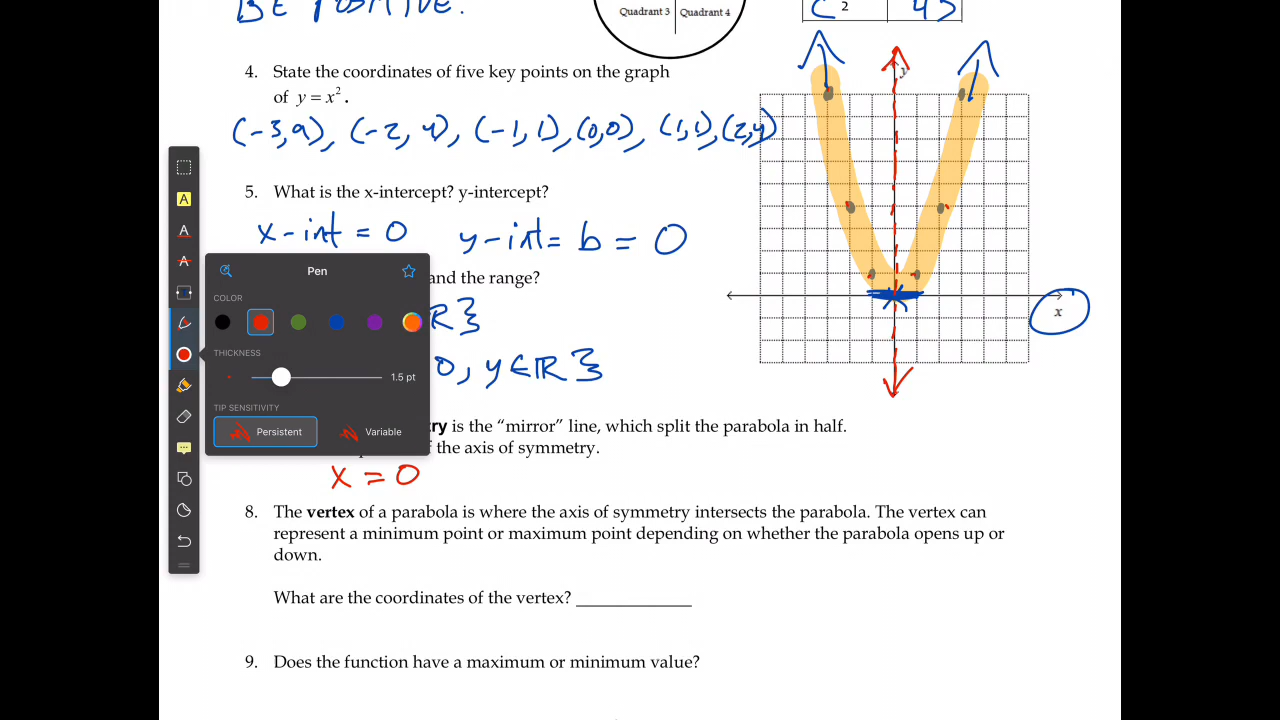 BE POSITIVE.
Quadrant 3 Quadrant 4
2 4
4. State the coordinates of five key points on the graph
of y = x².
(-3,9), (-2, 4), (-1, 1), (0,0), (1,1), (2,4)
y
5. What is the x-intercept? y-intercept?
x-int = 0 y-int = b = 0
and the range?
ℝ}
0, y∈ℝ}
x
Pen
COLOR
THICKNESS
1.5 pt
TIP SENSITIVITY
Persistent Variable
A
A
A
ry is the “mirror” line, which split the parabola in half.
the axis of symmetry.
x = 0
8. The vertex of a parabola is where the axis of symmetry intersects the parabola. The vertex can
represent a minimum point or maximum point depending on whether the parabola opens up or
down.
What are the coordinates of the vertex? ____________
9. Does the function have a maximum or minimum value?